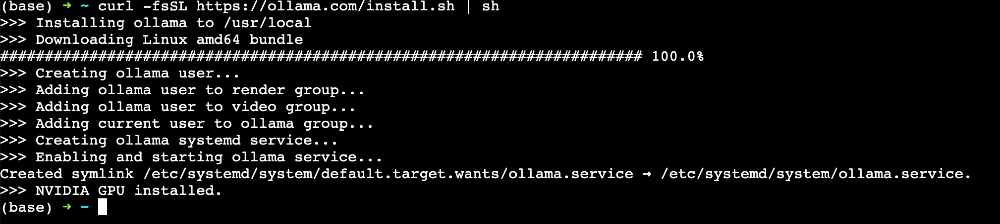 (base) ➜ ~ curl -fsSL https://ollama.com/install.sh | sh
>>> Installing ollama to /usr/local
>>> Downloading Linux amd64 bundle
######################################################################## 100.0%
>>> Creating ollama user...
>>> Adding ollama user to render group...
>>> Adding ollama user to video group...
>>> Adding current user to ollama group...
>>> Creating ollama systemd service...
>>> Enabling and starting ollama service...
Created symlink /etc/systemd/system/default.target.wants/ollama.service → /etc/systemd/system/ollama.service.
>>> NVIDIA GPU installed.
(base) ➜ ~